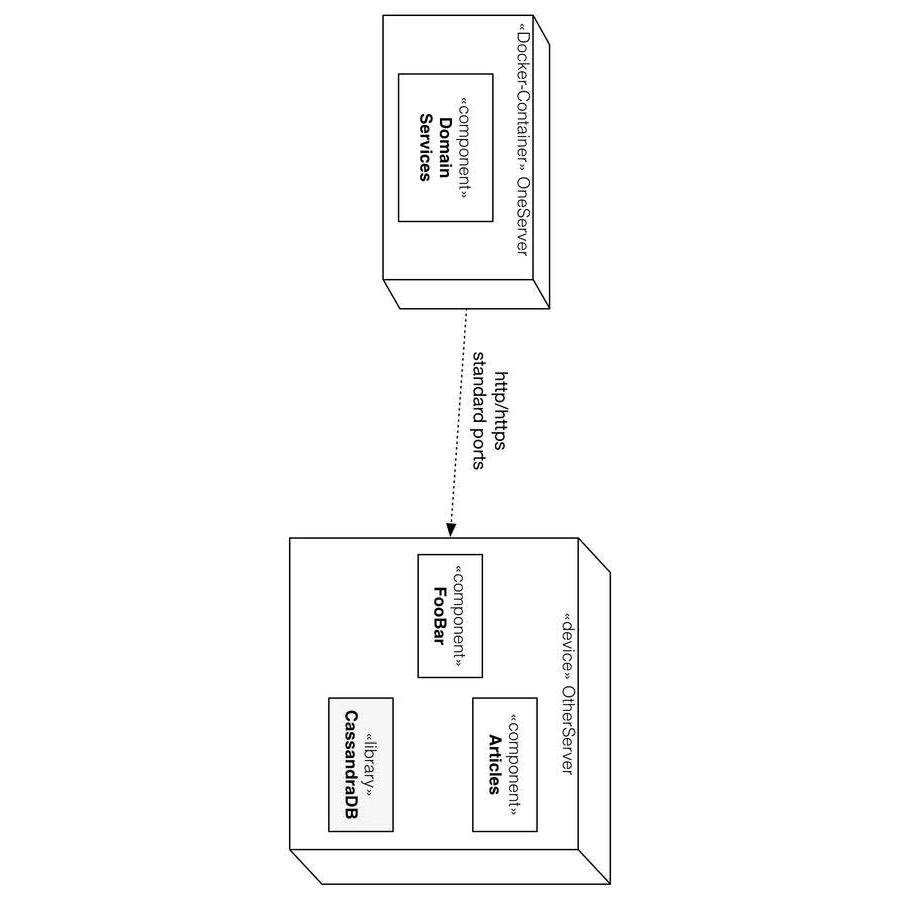 «Docker-Container» OneServer
«component»
Domain
Services
http/https
standard ports
«device» OtherServer
«component»
FooBar
«component»
Articles
«library»
CassandraDB